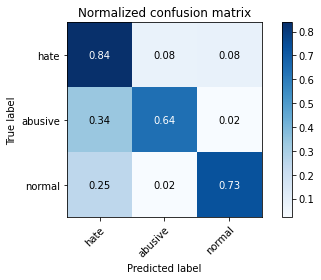 Normalized confusion matrix
True label
hate 0.84 0.08 0.08
abusive 0.34 0.64 0.02
normal 0.25 0.02 0.73
hate abusive normal
Predicted label
0.8
0.7
0.6
0.5
0.4
0.3
0.2
0.1